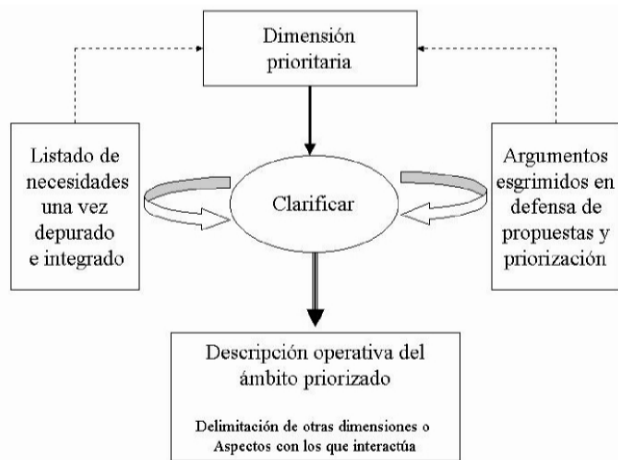 Dimensión
prioritaria
Listado de
necesidades
una vez
depurado
e integrado
Clarificar
Argumentos
esgrimidos en
defensa de
propuestas y
priorización
Descripción operativa del
ámbito priorizado
Delimitación de otras dimensiones o
Aspectos con los que interactúa